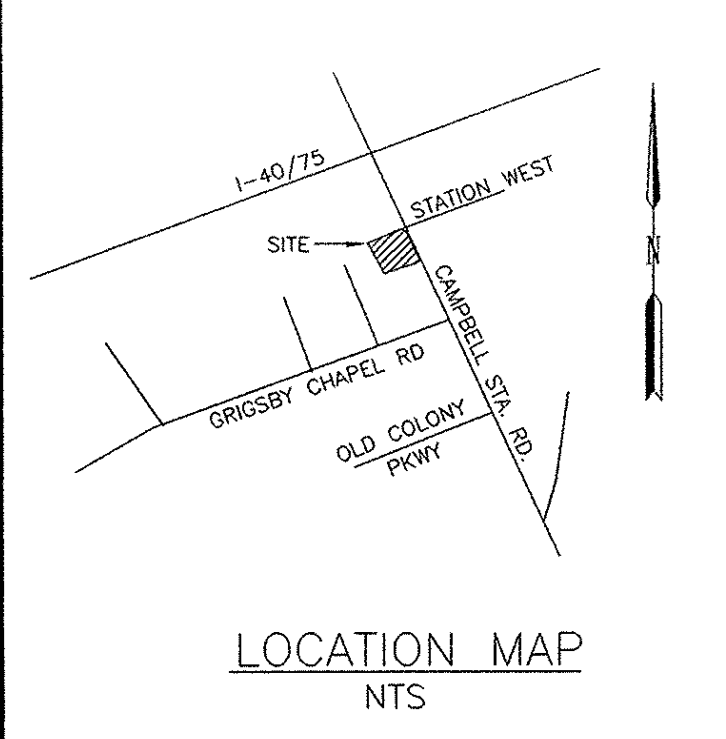 I-40/75
STATION WEST
SITE
N
CAMPBELL STA. RD.
GRIGSBY CHAPEL RD
OLD COLONY
PKWY
LOCATION MAP
NTS